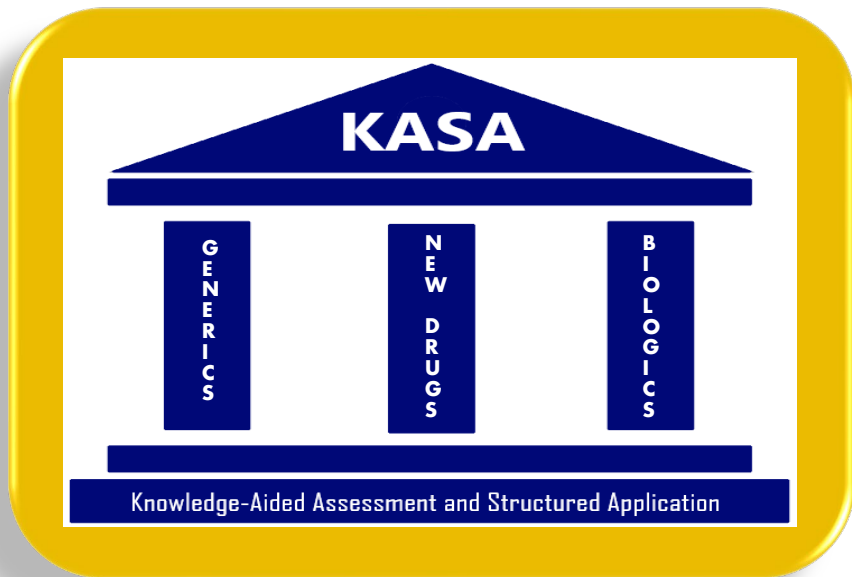 KASA
GENERICS
NEW DRUGS
BIOLOGICS
Knowledge-Aided Assessment and Structured Application